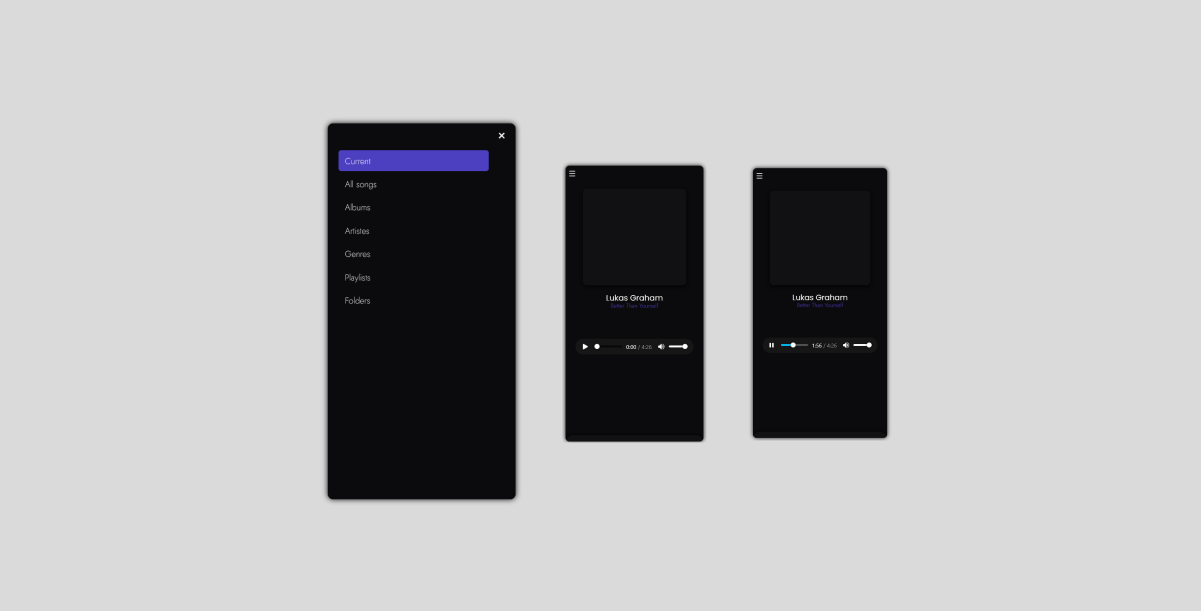 Current
All songs
Albums
Artistes
Genres
Playlists
Folders
Lukas Graham
Better Than Yourself
0:00 / 4:26
Lukas Graham
Better Than Yourself
1:56 / 4:26